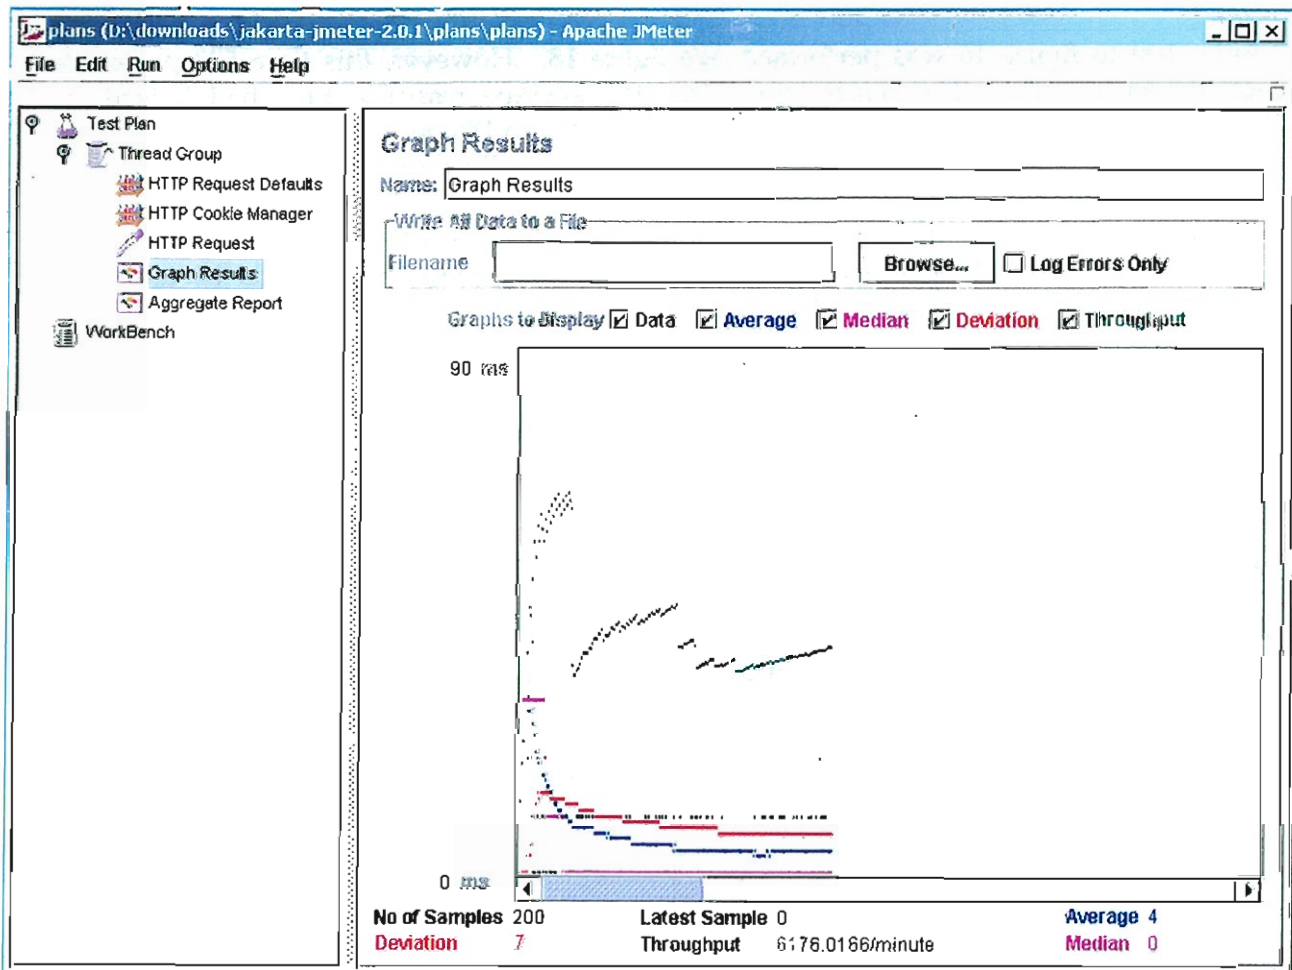 plans (D:\downloads\jakarta-jmeter-2.0.1\plans\plans) - Apache JMeter
File Edit Run Options Help
Test Plan
Thread Group
HTTP Request Defaults
HTTP Cookie Manager
HTTP Request
Graph Results
Aggregate Report
WorkBench
Graph Results
Name: Graph Results
Write All Data to a File
Filename Browse... Log Errors Only
Graphs to Display Data Average Median Deviation Throughput
90 ms
0 ms
No of Samples 200 Latest Sample 0 Average 4
Deviation 7 Throughput 6176.0166/minute Median 0